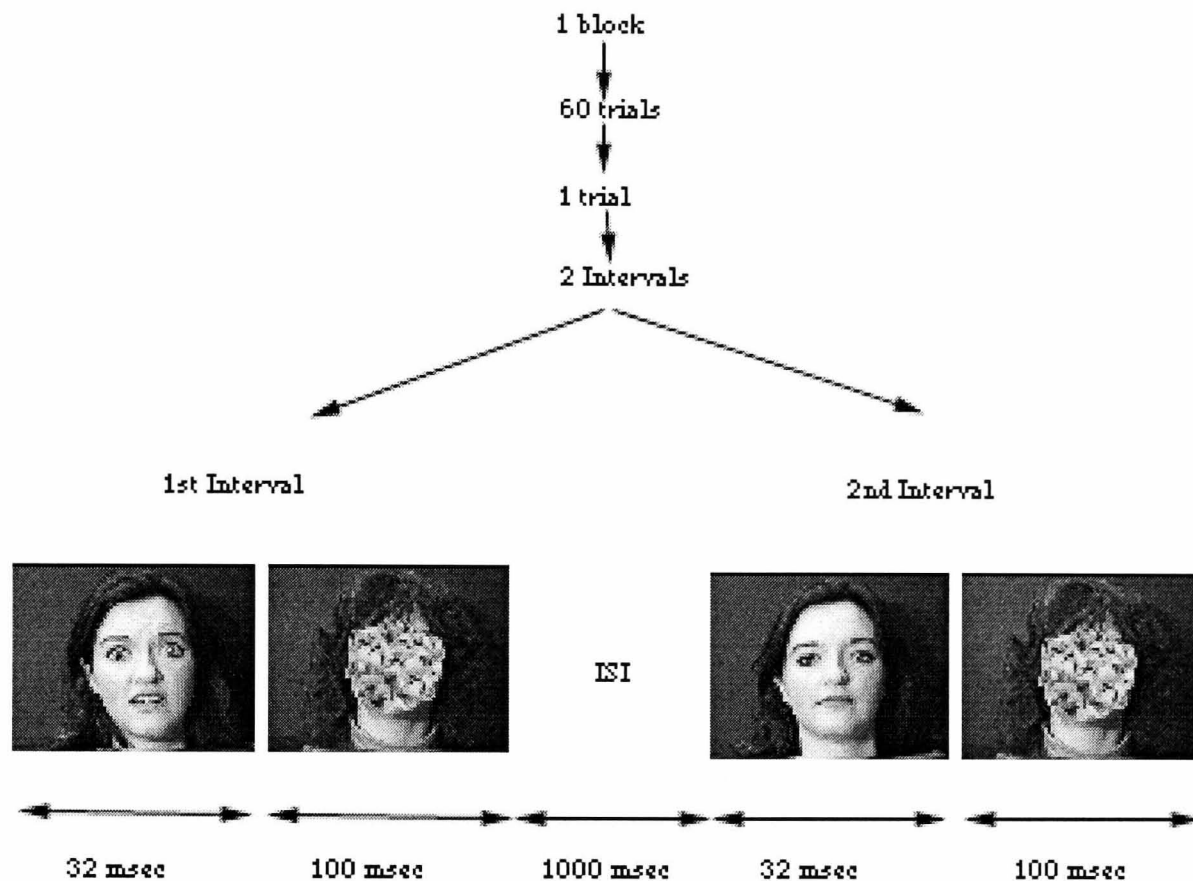 1 block
60 trials
1 trial
2 Intervals
1st Interval
2nd Interval
ISI
32 msec
100 msec
1000 msec
32 msec
100 msec